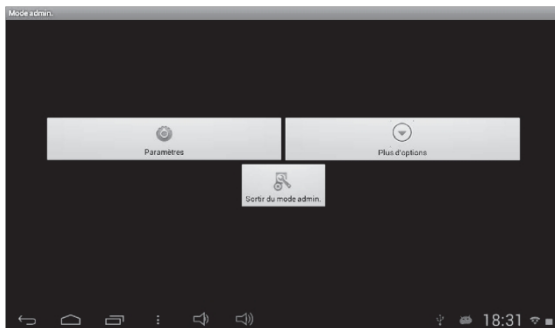 Mode admin.
Paramètres
Plus d'options
Sortir du mode admin.
18:31